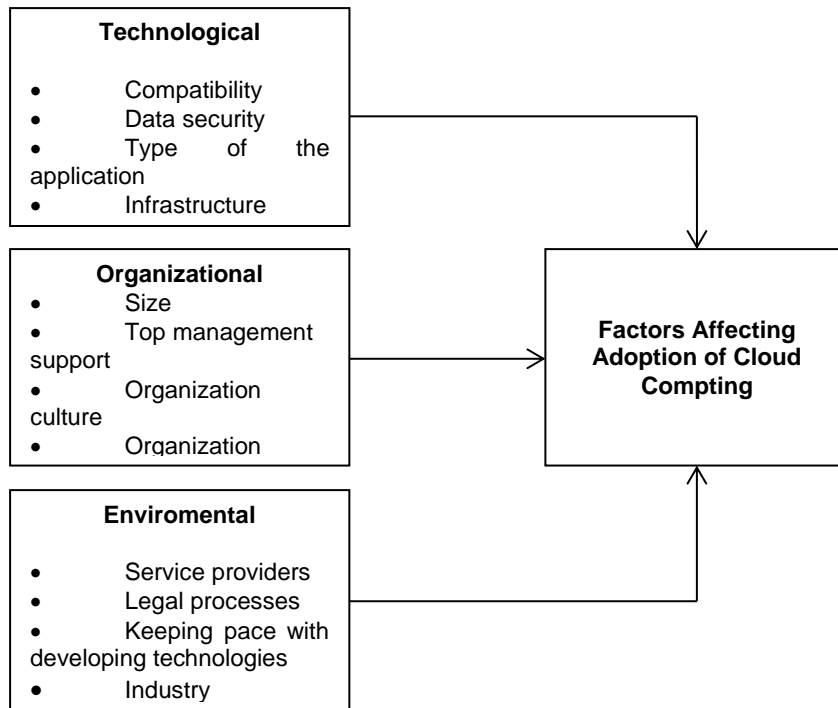 Technological
• Compatibility
• Data security
• Type of the
application
• Infrastructure
Organizational
• Size
• Top management
support
• Organization
culture
• Organization
Enviromental
• Service providers
• Legal processes
• Keeping pace with
developing technologies
• Industry
Factors Affecting
Adoption of Cloud
Compting